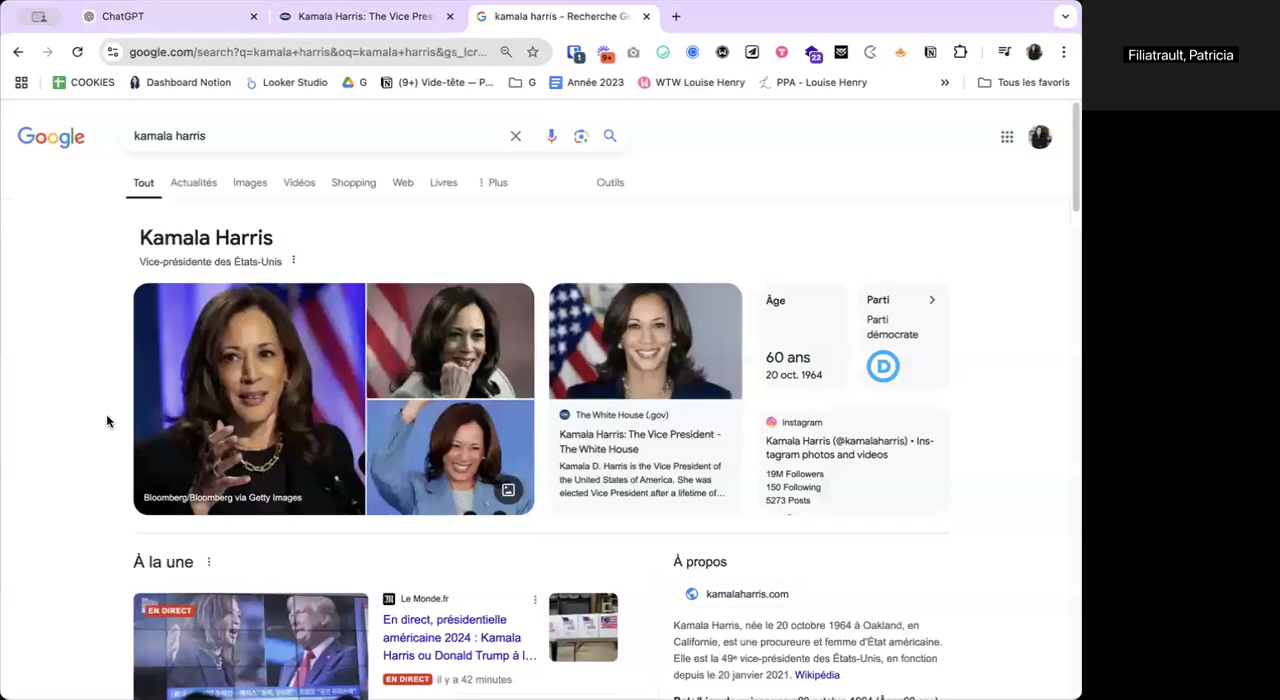 ChatGPT
Kamala Harris: The Vice Pres
kamala harris - Recherche Go
google.com/search?q=kamala+harris&oq=kamala+harris&gs_lcr...
1
9+
22
COOKIES
Dashboard Notion
Looker Studio
G
(9+) Vide-tête — P...
G
Année 2023
WTW Louise Henry
PPA - Louise Henry
»
Tous les favoris
Filiatrault, Patricia
Google
kamala harris
Tout
Actualités
Images
Vidéos
Shopping
Web
Livres
Plus
Outils
Kamala Harris
Vice-présidente des États-Unis
Bloomberg/Bloomberg via Getty Images
The White House (.gov)
Kamala Harris: The Vice President -
The White House
Kamala D. Harris is the Vice President of
the United States of America. She was
elected Vice President after a lifetime of...
Âge
60 ans
20 oct. 1964
Parti
Parti
démocrate
D
Instagram
Kamala Harris (@kamalaharris) • Ins-
tagram photos and videos
19M Followers
150 Following
5273 Posts
À la une
EN DIRECT
Le Monde.fr
En direct, présidentielle
américaine 2024 : Kamala
Harris ou Donald Trump à l...
EN DIRECT il y a 42 minutes
À propos
kamalaharris.com
Kamala Harris, née le 20 octobre 1964 à Oakland, en
Californie, est une procureure et femme d'État américaine.
Elle est la 49ᵉ vice-présidente des États-Unis, en fonction
depuis le 20 janvier 2021. Wikipédia